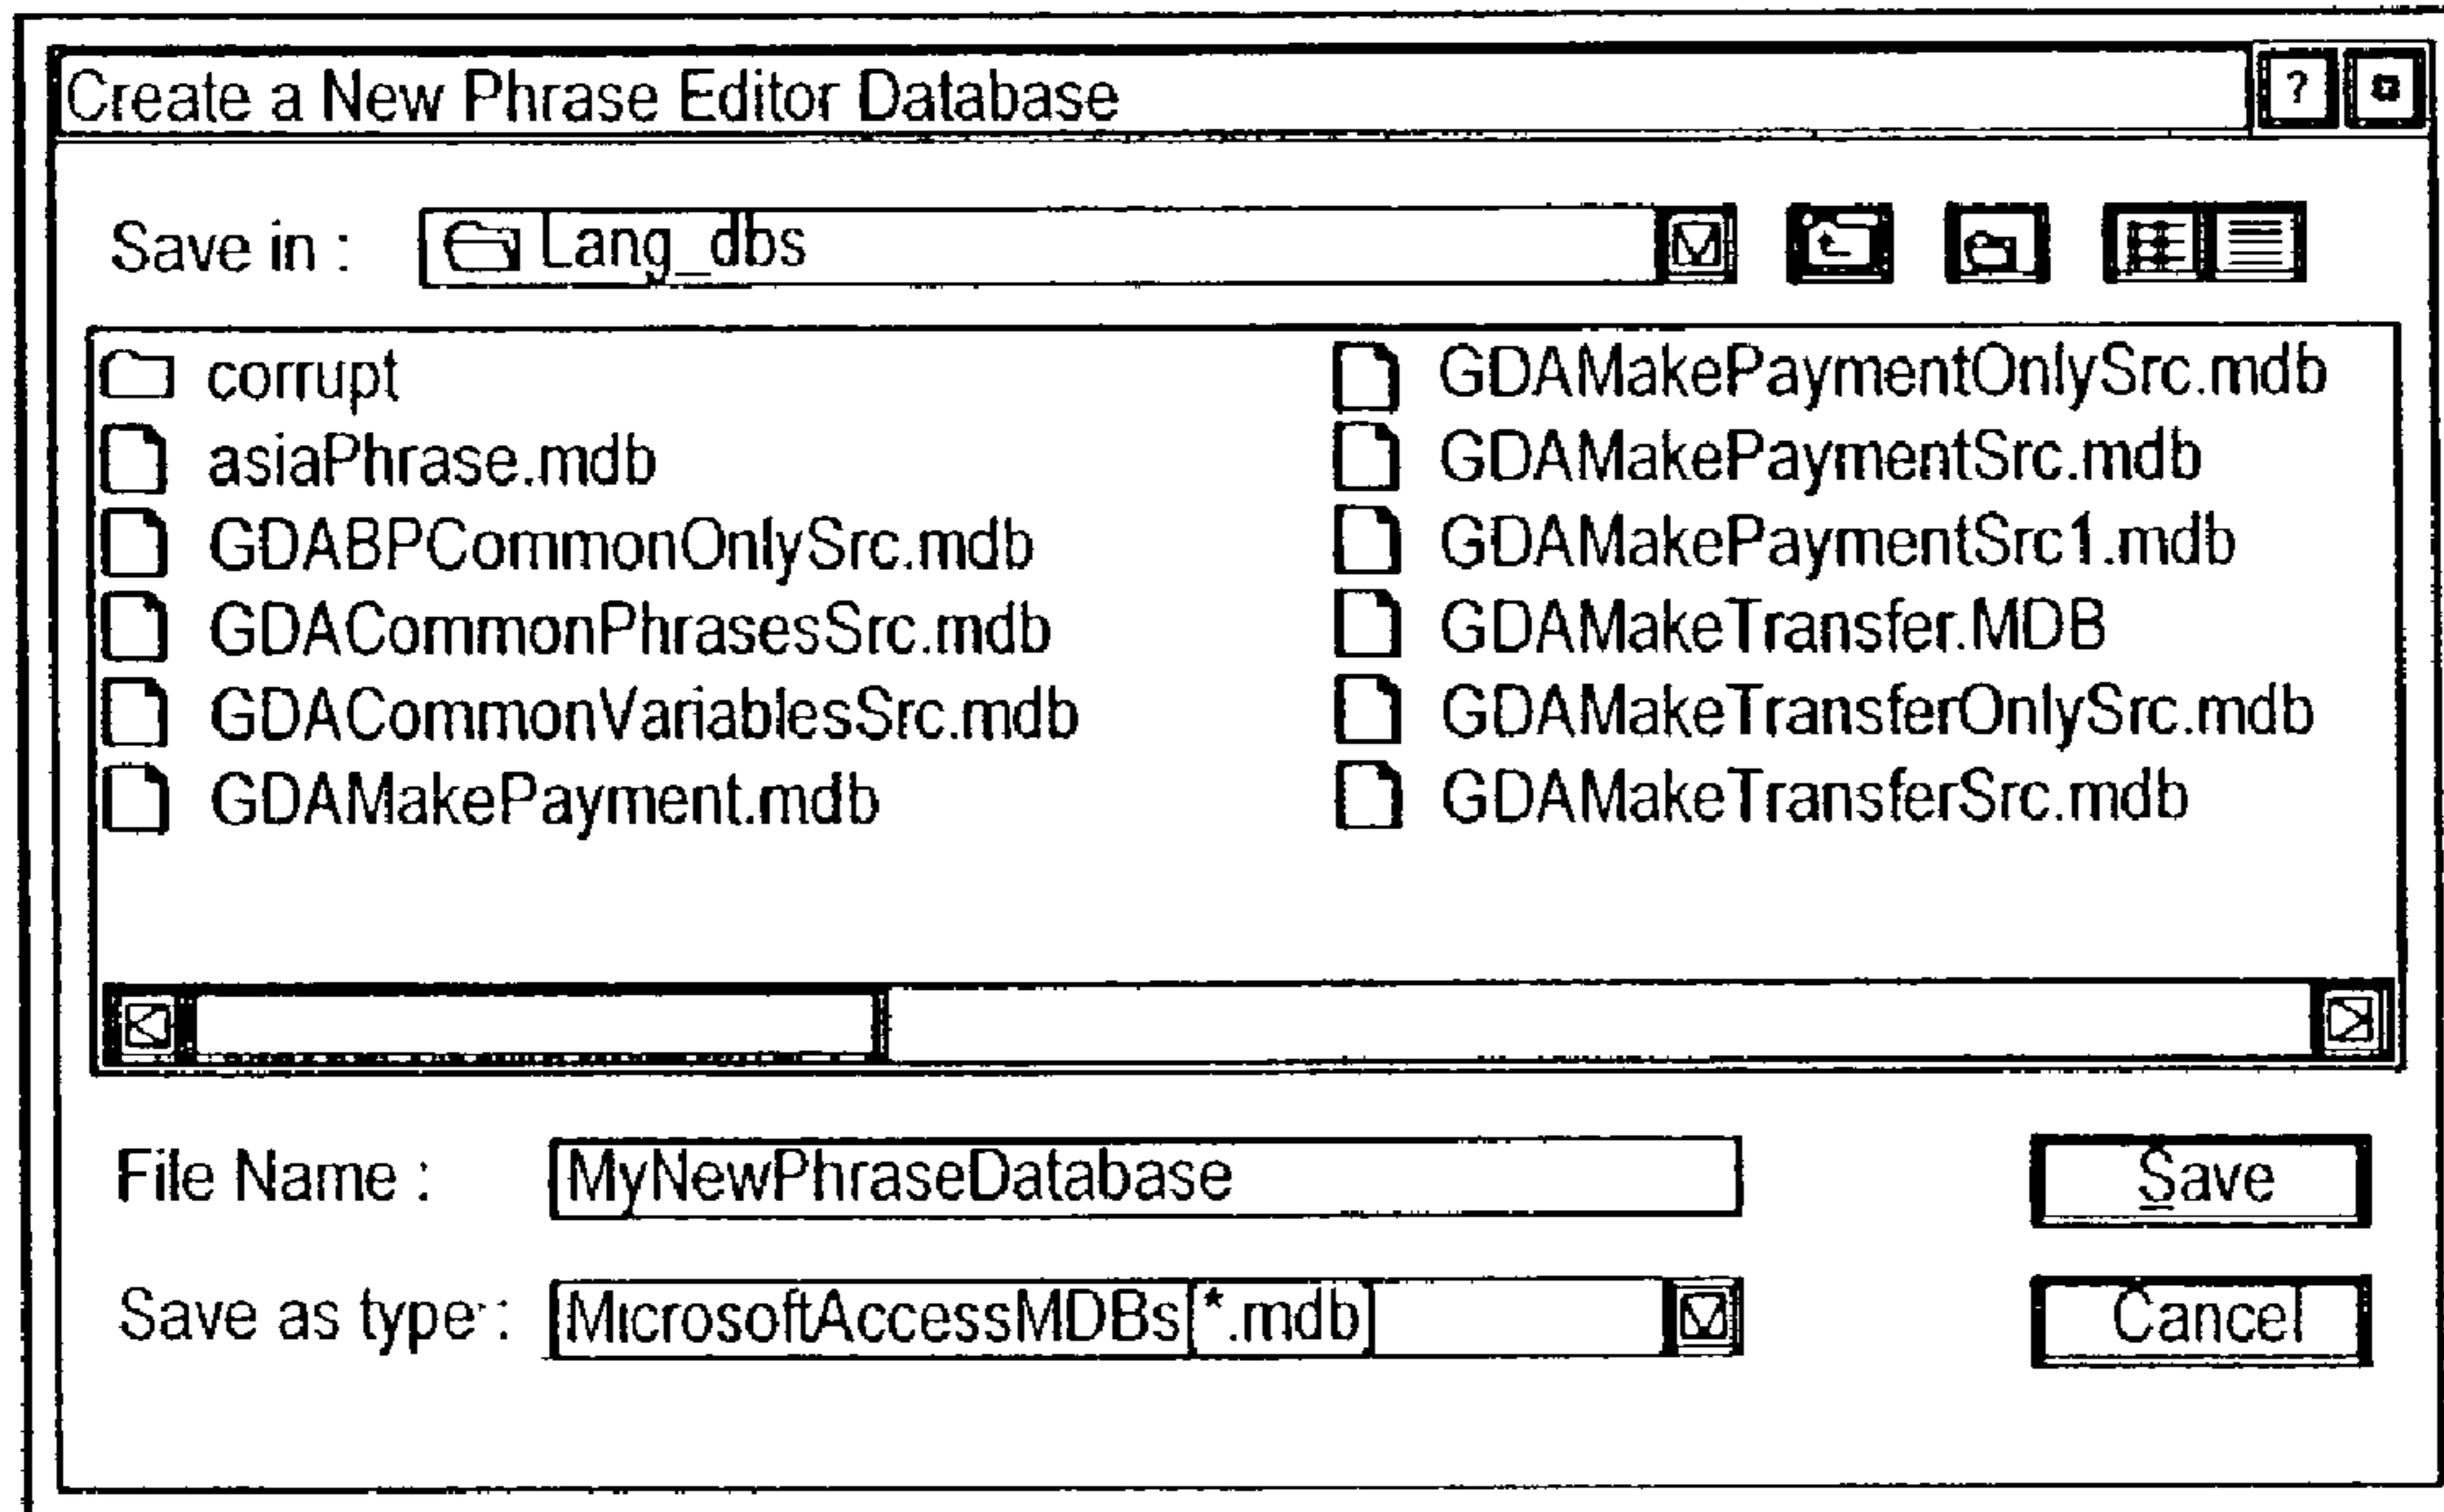 Create a New Phrase Editor Database ?
Save in : Lang_dbs
corrupt
asiaPhrase.mdb
GDABPCommonOnlySrc.mdb
GDACommonPhrasesSrc.mdb
GDACommonVariablesSrc.mdb
GDAMakePayment.mdb
GDAMakePaymentOnlySrc.mdb
GDAMakePaymentSrc.mdb
GDAMakePaymentSrc1.mdb
GDAMakeTransfer.MDB
GDAMakeTransferOnlySrc.mdb
GDAMakeTransferSrc.mdb
File Name : MyNewPhraseDatabase Save
Save as type : MicrosoftAccessMDBs[*.mdb] Cancel